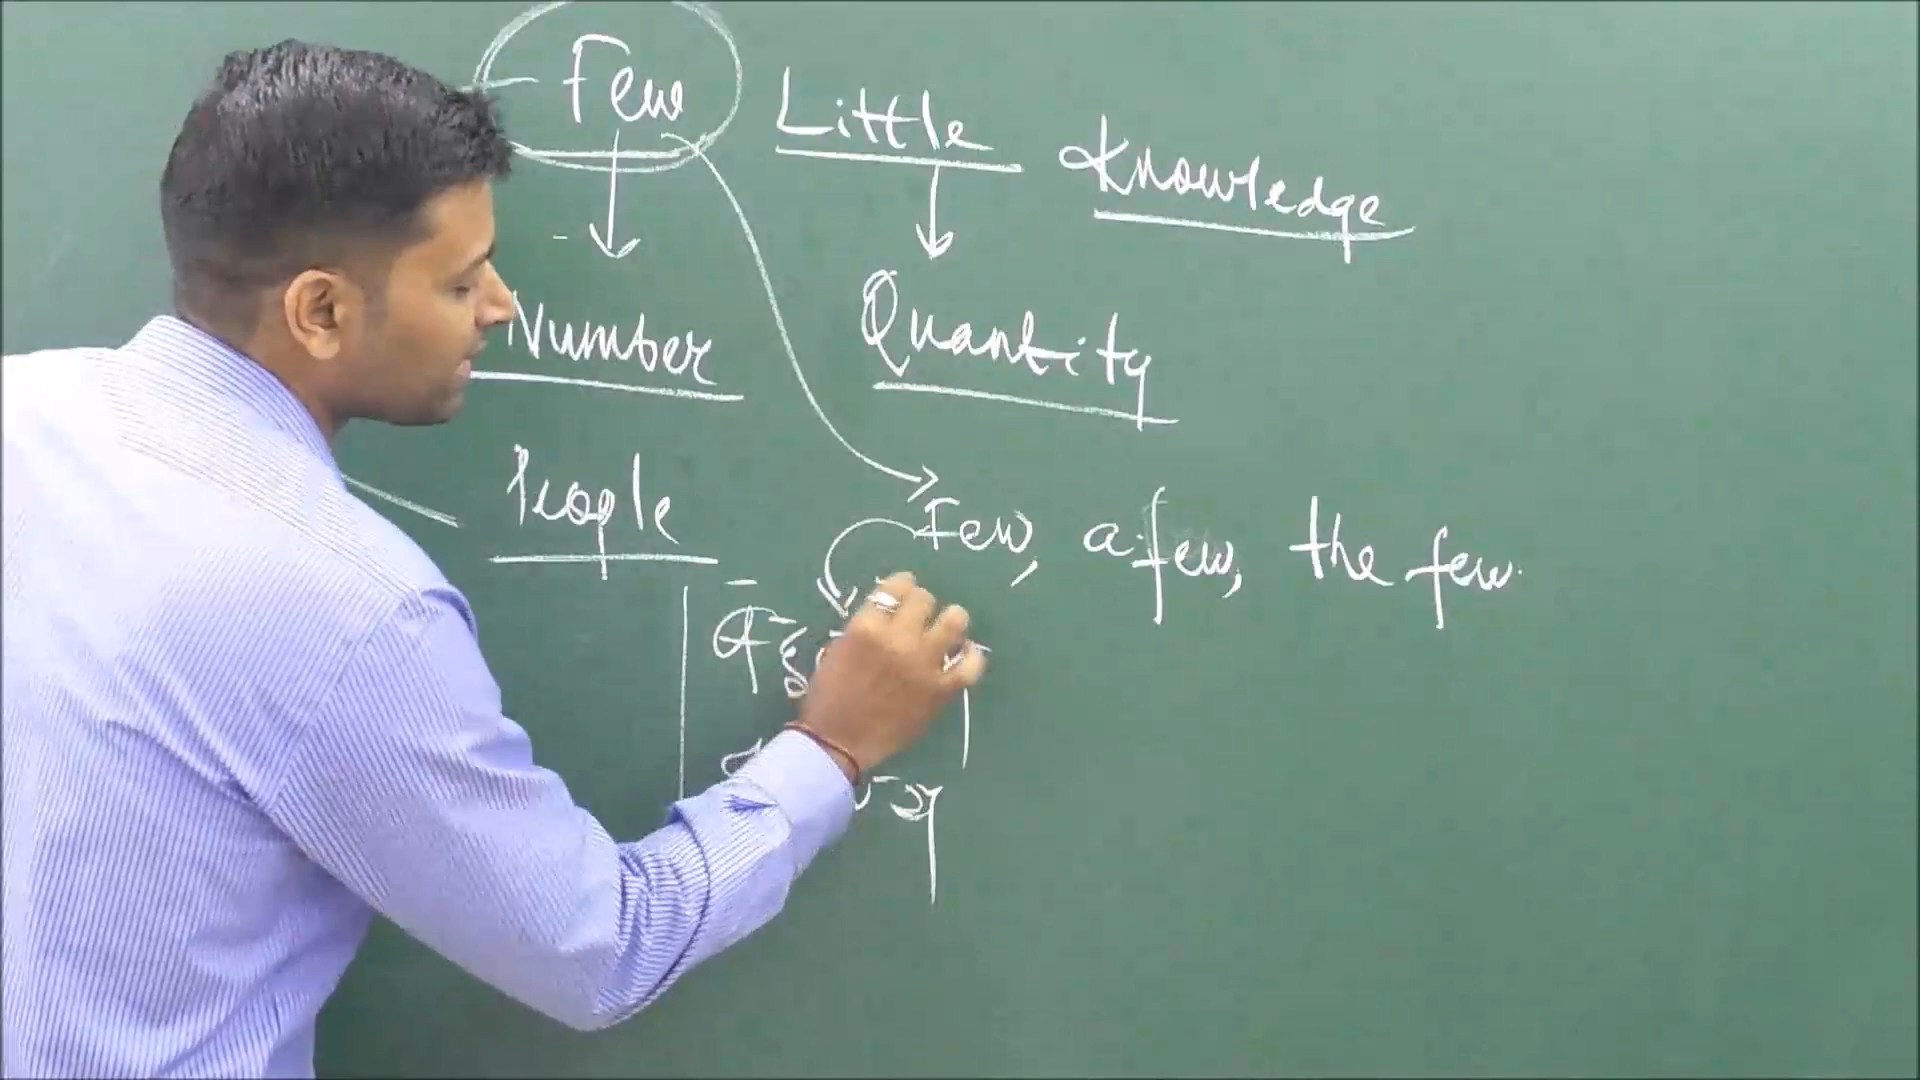 Few Little Knowledge
Number Quantity
People
Few, a few, the few.